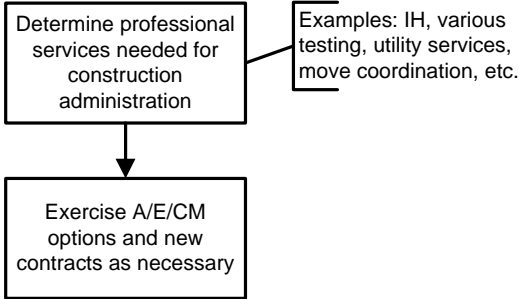 Determine professional
services needed for
construction
administration
Examples: IH, various
testing, utility services,
move coordination, etc.
Exercise A/E/CM
options and new
contracts as necessary